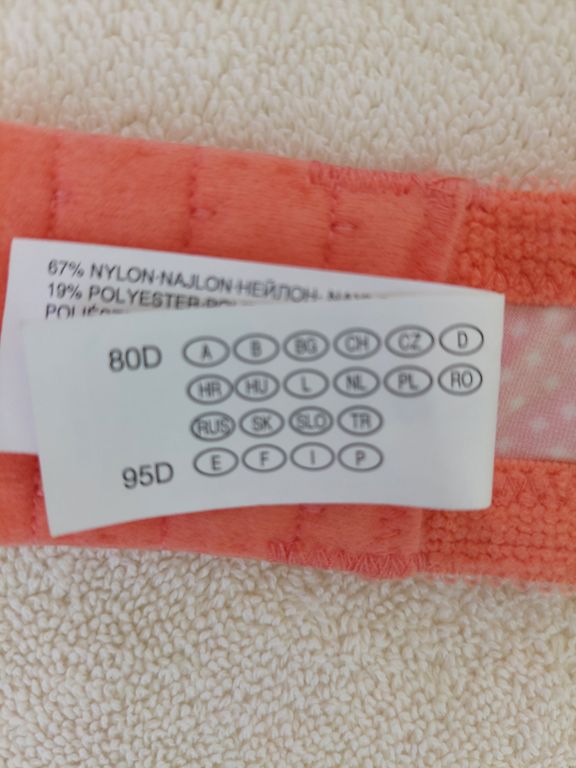 67% NYLON·NAJLON·НЕЙЛОН·
19% POLYESTER·
80D A B BG CH CZ D
HR HU L NL PL RO
RUS SK SLO TR
95D E F I P